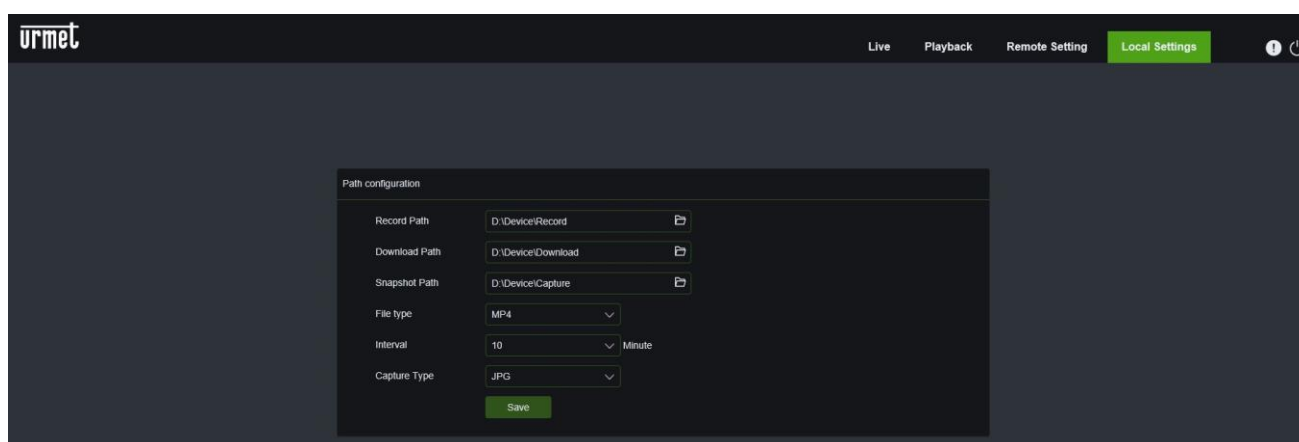 urmet
Live Playback Remote Setting Local Settings
Path configuration
Record Path D:\Device\Record
Download Path D:\Device\Download
Snapshot Path D:\Device\Capture
File type MP4
Interval 10 Minute
Capture Type JPG
Save